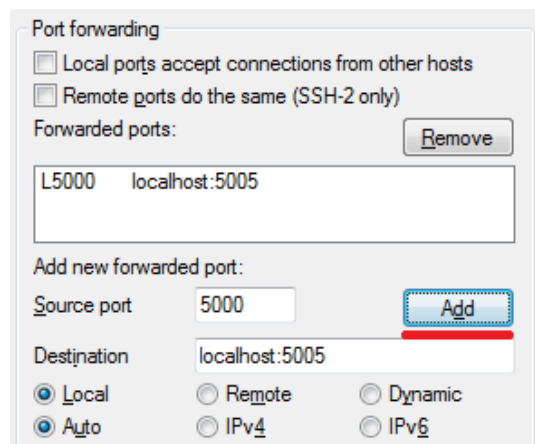 Port forwarding
Local ports accept connections from other hosts
Remote ports do the same (SSH-2 only)
Forwarded ports:
Remove
L5000 localhost:5005
Add new forwarded port:
Source port 5000 Add
Destination localhost:5005
Local Remote Dynamic
Auto IPv4 IPv6